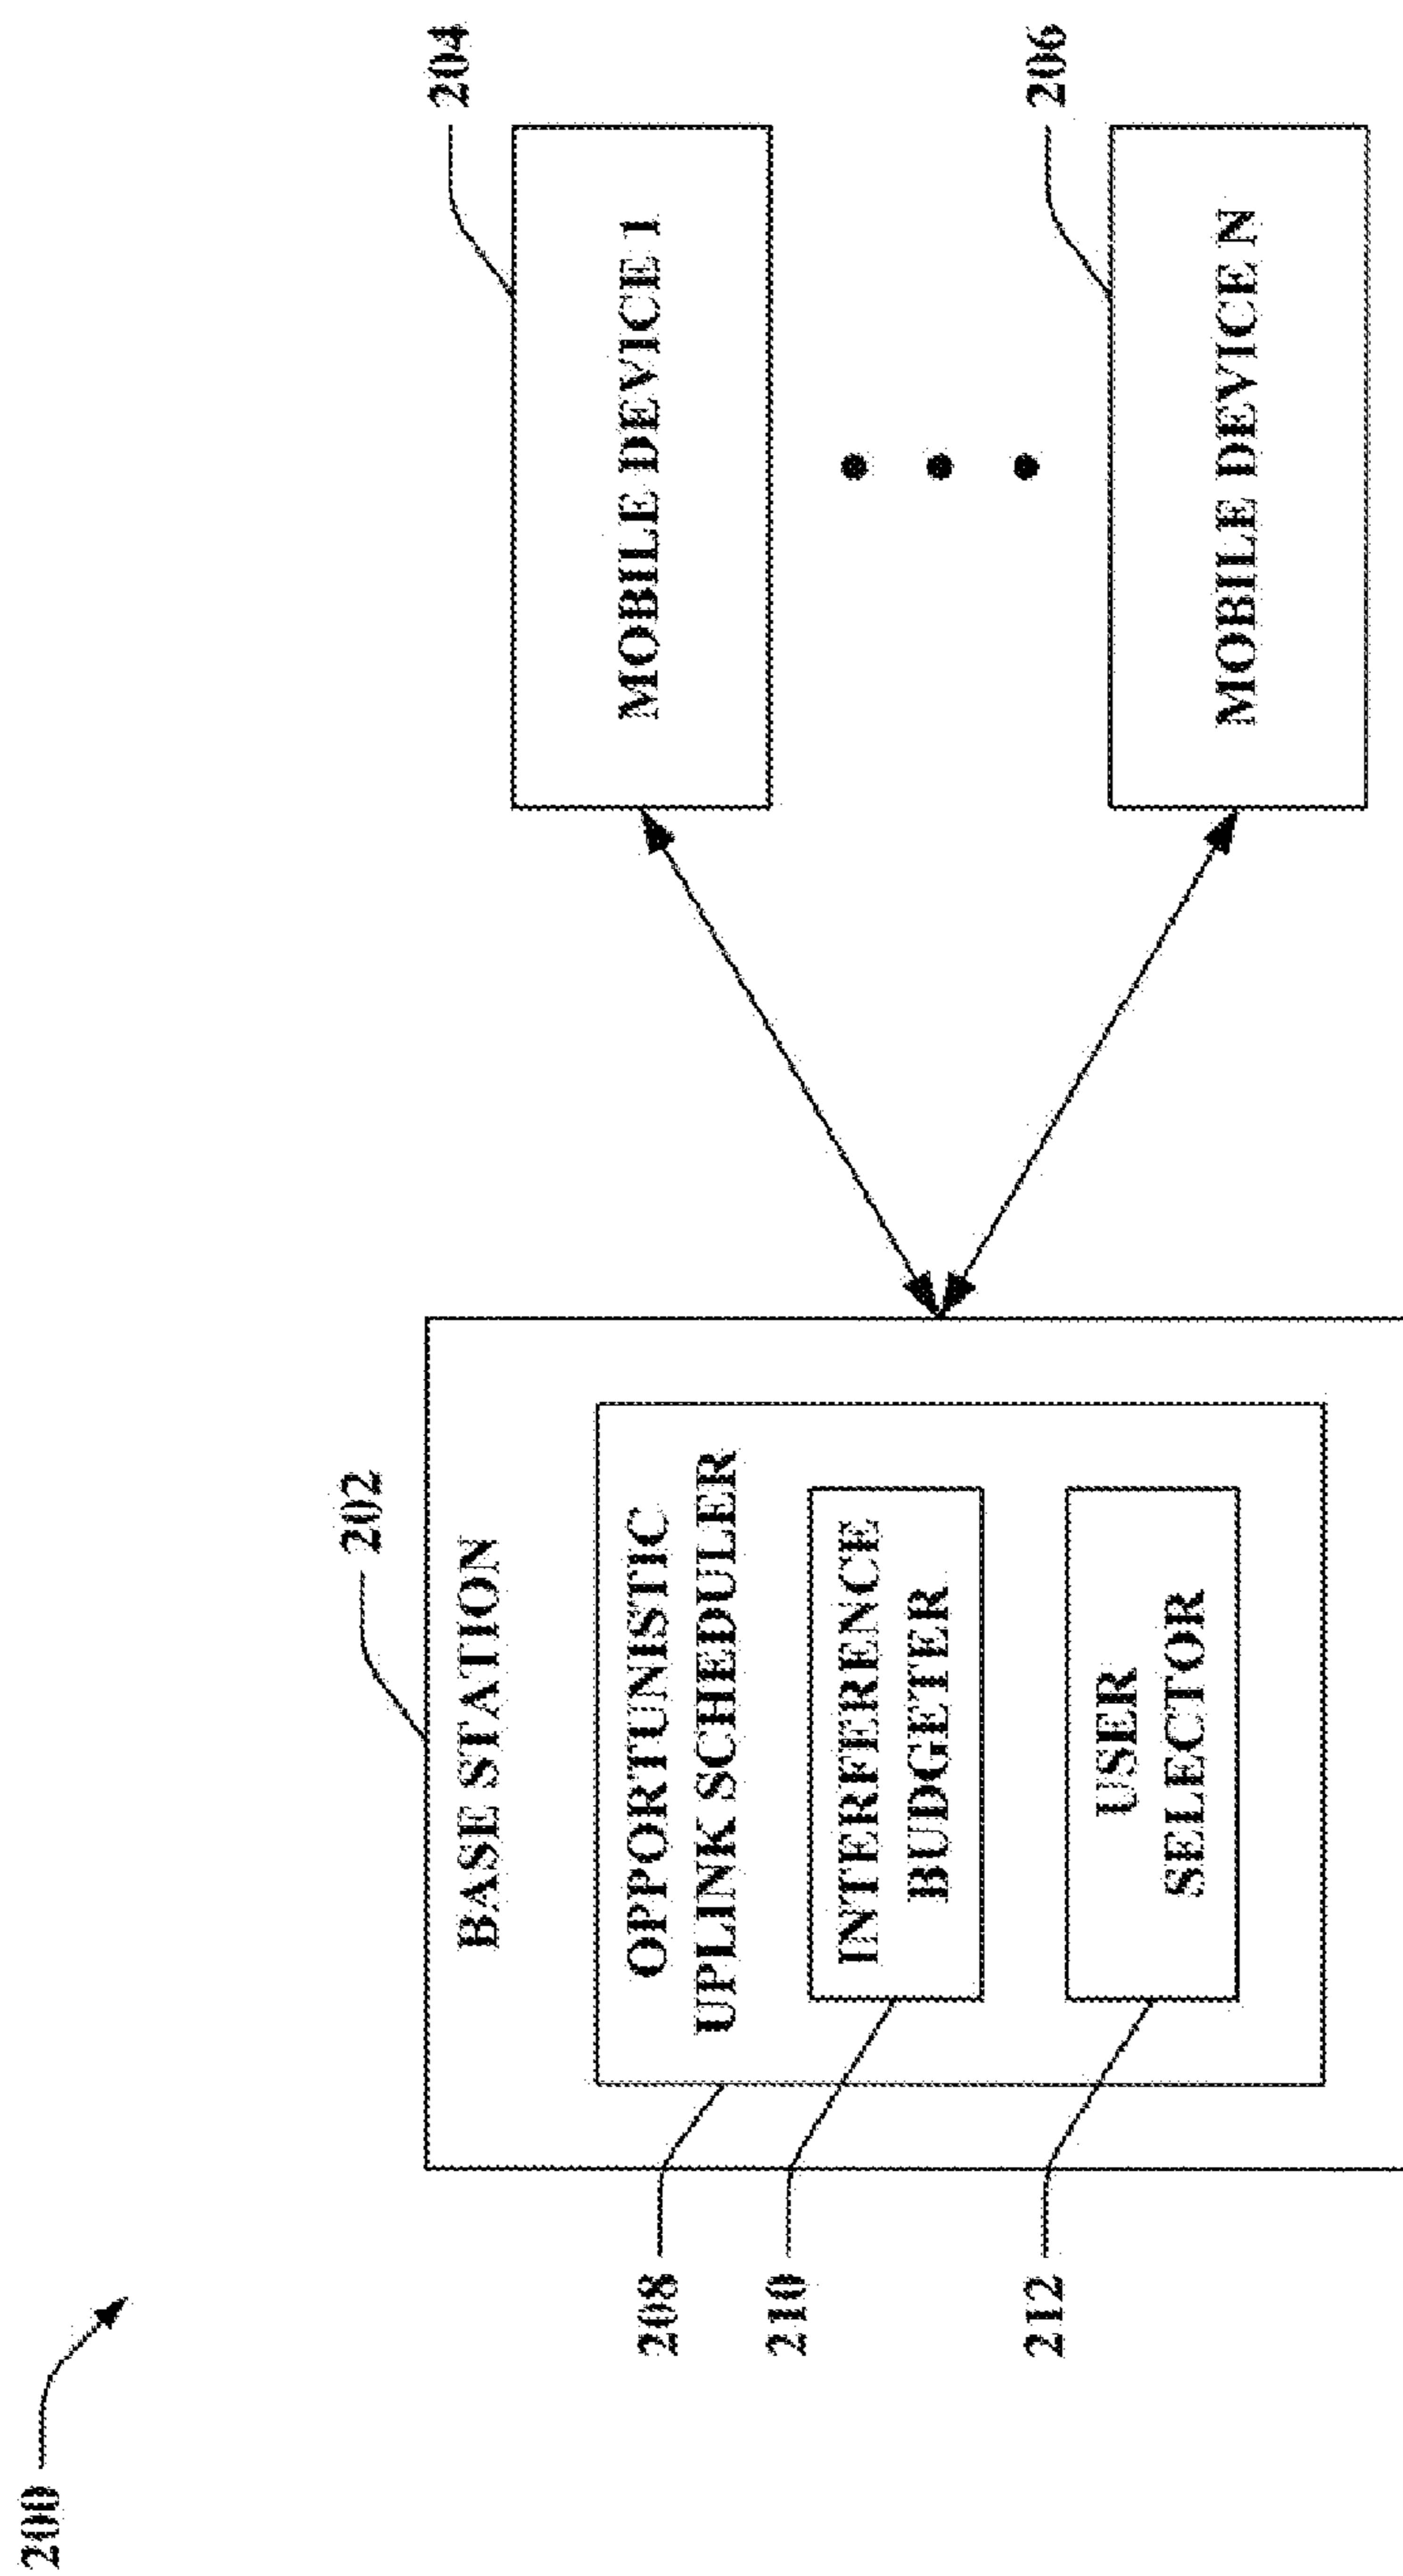 200
202
BASE STATION
OPPORTUNISTIC
UPLINK SCHEDULER
208
INTERFERENCE
BUDGETER
210
USER
SELECTOR
212
204
MOBILE DEVICE 1
206
MOBILE DEVICE N